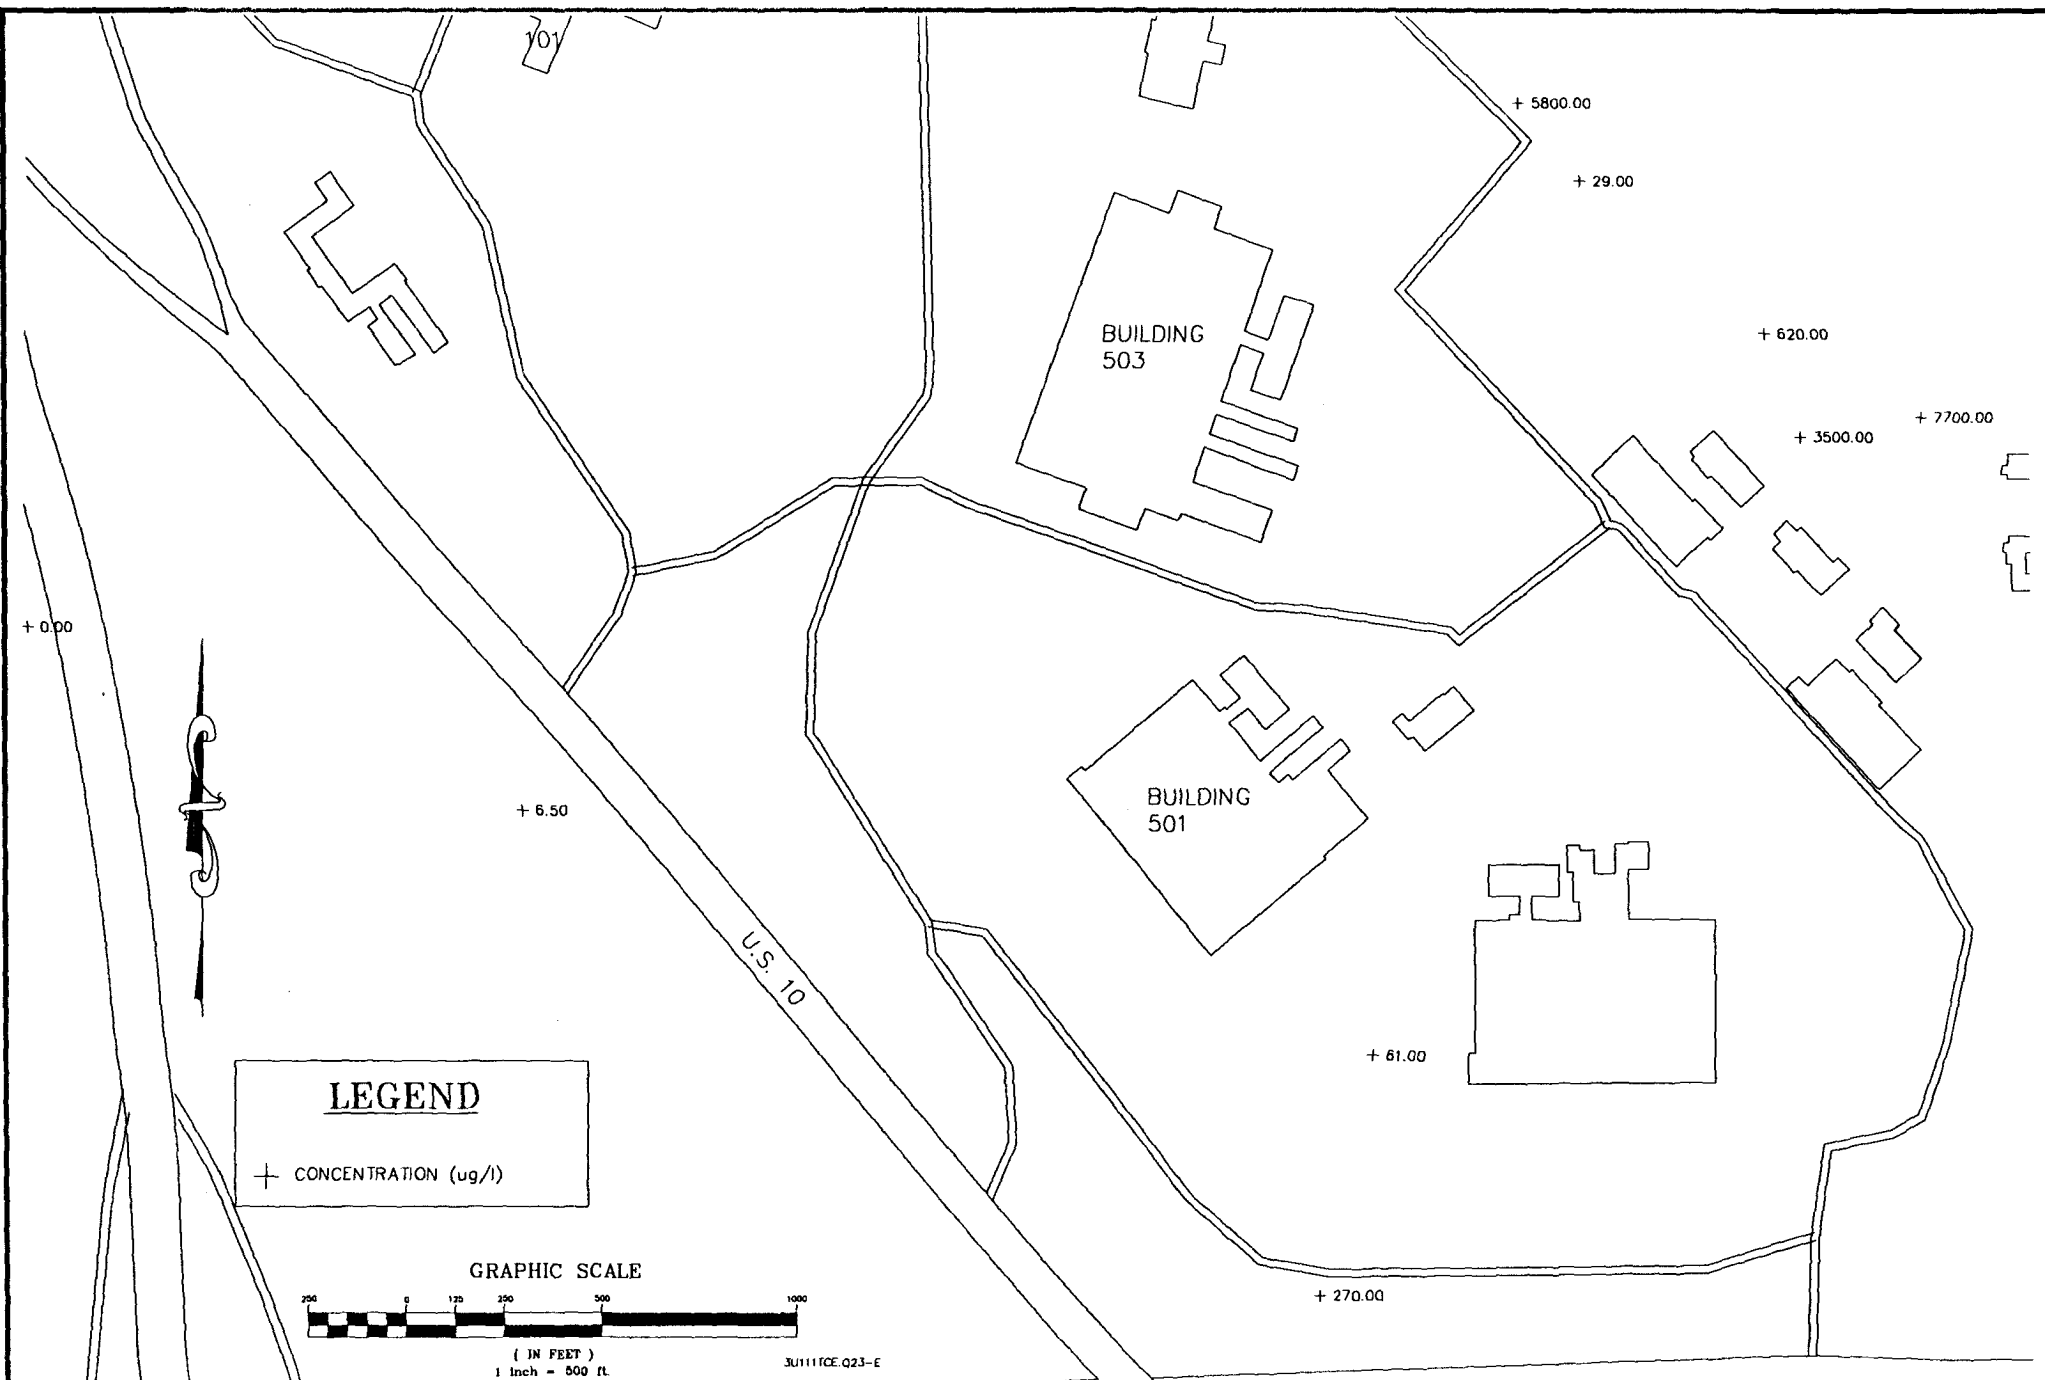 101
+ 5800.00
+ 29.00
BUILDING
503
+ 620.00
+ 7700.00
+ 3500.00
+ 0.00
BUILDING
501
+ 6.50
U.S. 10
+ 61.00
LEGEND
+ CONCENTRATION (ug/l)
GRAPHIC SCALE
250 0 125 250 500 1000
( IN FEET )
1 inch = 500 ft.
+ 270.00
3U111TCE.Q23-E